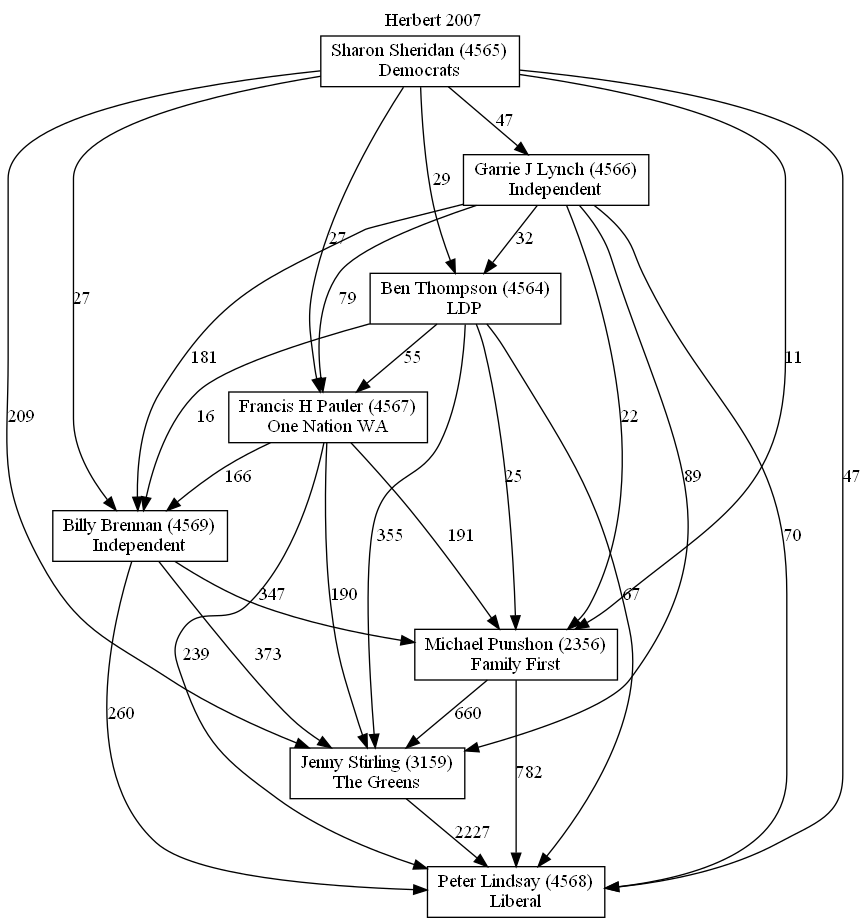 Herbert 2007
Sharon Sheridan (4565)
Democrats
47
Garrie J Lynch (4566)
Independent
29
27
32
Ben Thompson (4564)
LDP
27
79
181
55
11
16
Francis H Pauler (4567)
One Nation WA
209
22
166
25
89
47
Billy Brennan (4569)
Independent
355
191
70
347
190
67
Michael Punshon (2356)
Family First
239
373
260
660
Jenny Stirling (3159)
The Greens
782
2227
Peter Lindsay (4568)
Liberal